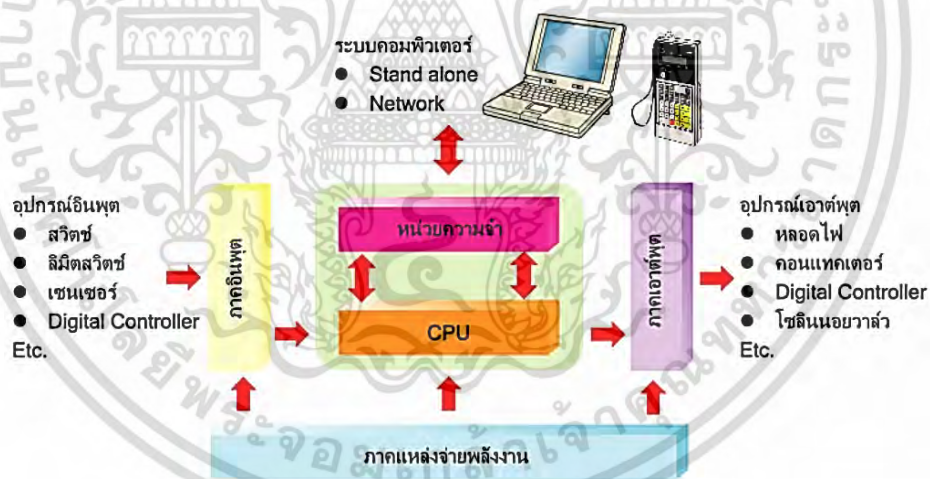 ระบบคอมพิวเตอร์
● Stand alone
● Network
อุปกรณ์อินพุต
● สวิตช์
● ลิมิตสวิตช์
● เซนเซอร์
● Digital Controller
Etc.
ภาคอินพุต
หน่วยความจำ
CPU
ภาคเอาต์พุต
อุปกรณ์เอาต์พุต
● หลอดไฟ
● คอนแทคเตอร์
● Digital Controller
● โซลินนอยวาล์ว
Etc.
ภาคแหล่งจ่ายพลังงาน